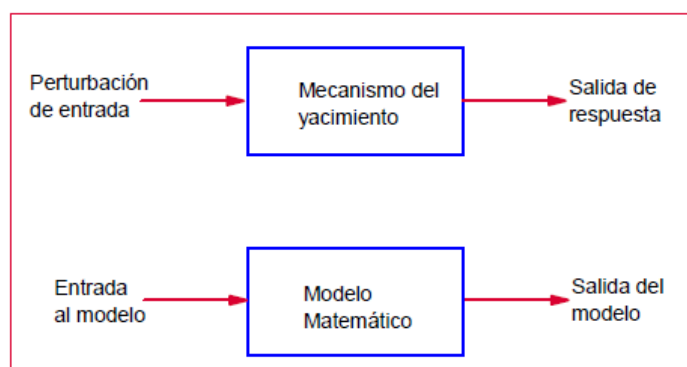 Perturbación
de entrada
Mecanismo del
yacimiento
Salida de
respuesta
Entrada
al modelo
Modelo
Matemático
Salida del
modelo